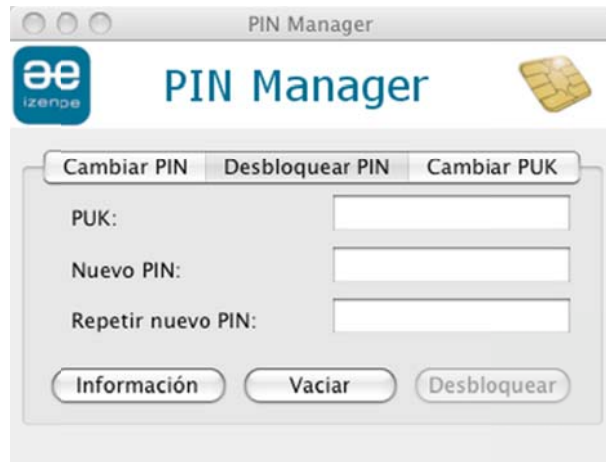 PIN Manager
izenpe
PIN Manager
Cambiar PIN Desbloquear PIN Cambiar PUK
PUK:
Nuevo PIN:
Repetir nuevo PIN:
Información Vaciar Desbloquear